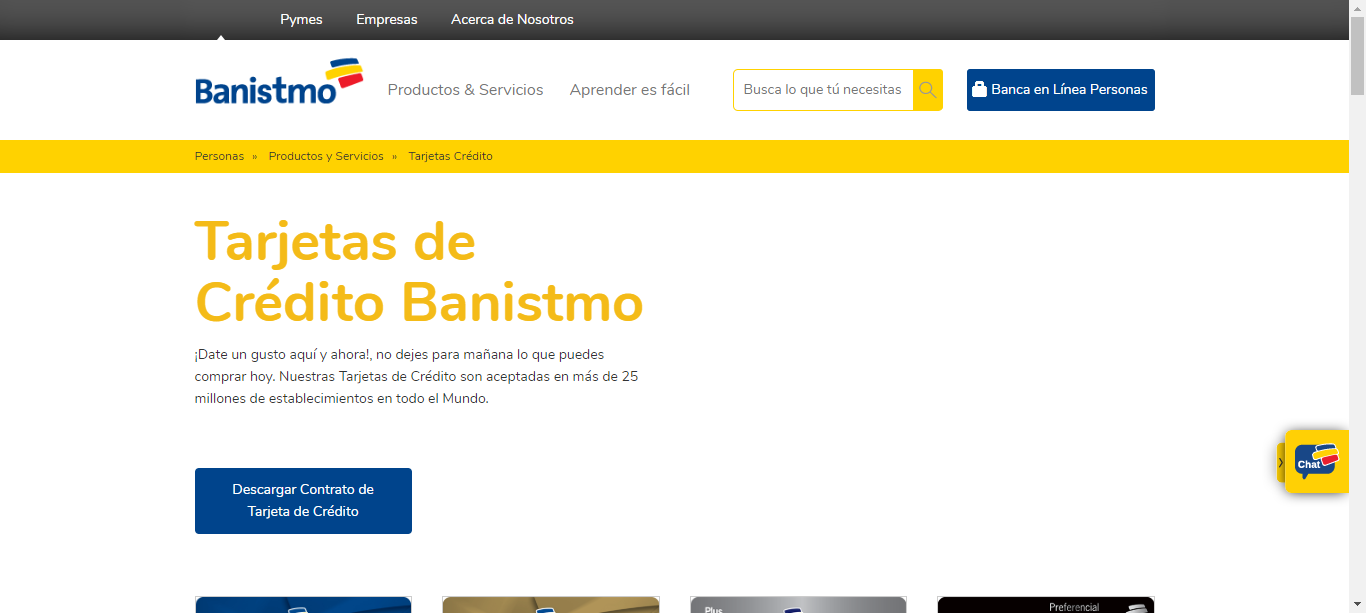 Pymes Empresas Acerca de Nosotros
Banistmo
Productos & Servicios Aprender es fácil
Busca lo que tú necesitas
Banca en Línea Personas
Personas » Productos y Servicios » Tarjetas Crédito
Tarjetas de
Crédito Banistmo
¡Date un gusto aquí y ahora!, no dejes para mañana lo que puedes
comprar hoy. Nuestras Tarjetas de Crédito son aceptadas en más de 25
millones de establecimientos en todo el Mundo.
Chat
Descargar Contrato de
Tarjeta de Crédito
Plus
Preferencial